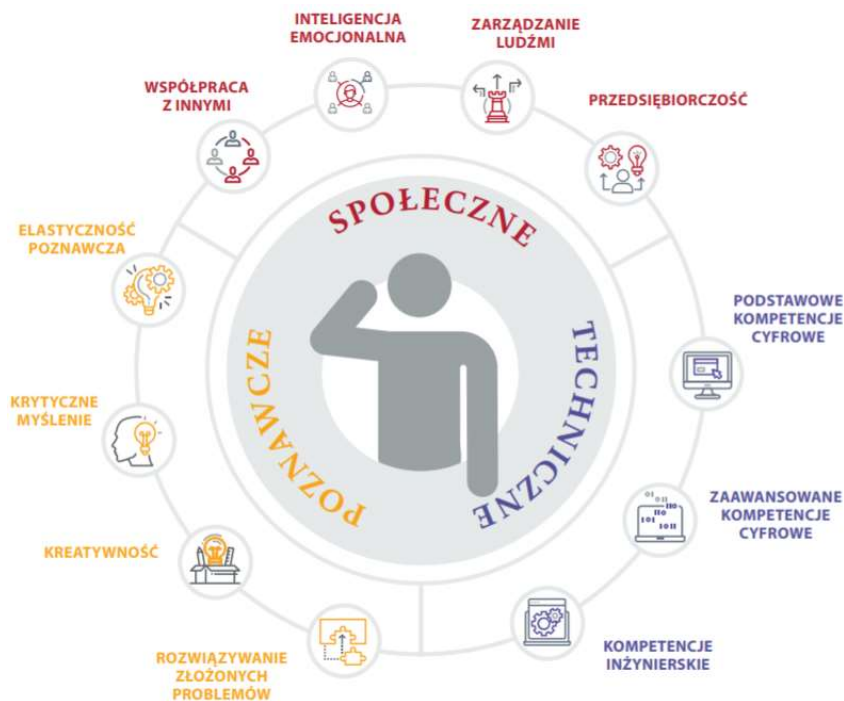 INTELIGENCJA
EMOCJONALNA
ZARZĄDZANIE
LUDŹMI
WSPÓŁPRACA
Z INNYMI
PRZEDSIĘBIORCZOŚĆ
SPOŁECZNE
ELASTYCZNOŚĆ
POZNAWCZA
PODSTAWOWE
KOMPETENCJE
CYFROWE
POZNAWCZE
TECHNICZNE
KRYTYCZNE
MYŚLENIE
ZAAWANSOWANE
KOMPETENCJE
CYFROWE
KREATYWNOŚĆ
KOMPETENCJE
INŻYNIERSKIE
ROZWIĄZYWANIE
ZŁOŻONYCH
PROBLEMÓW